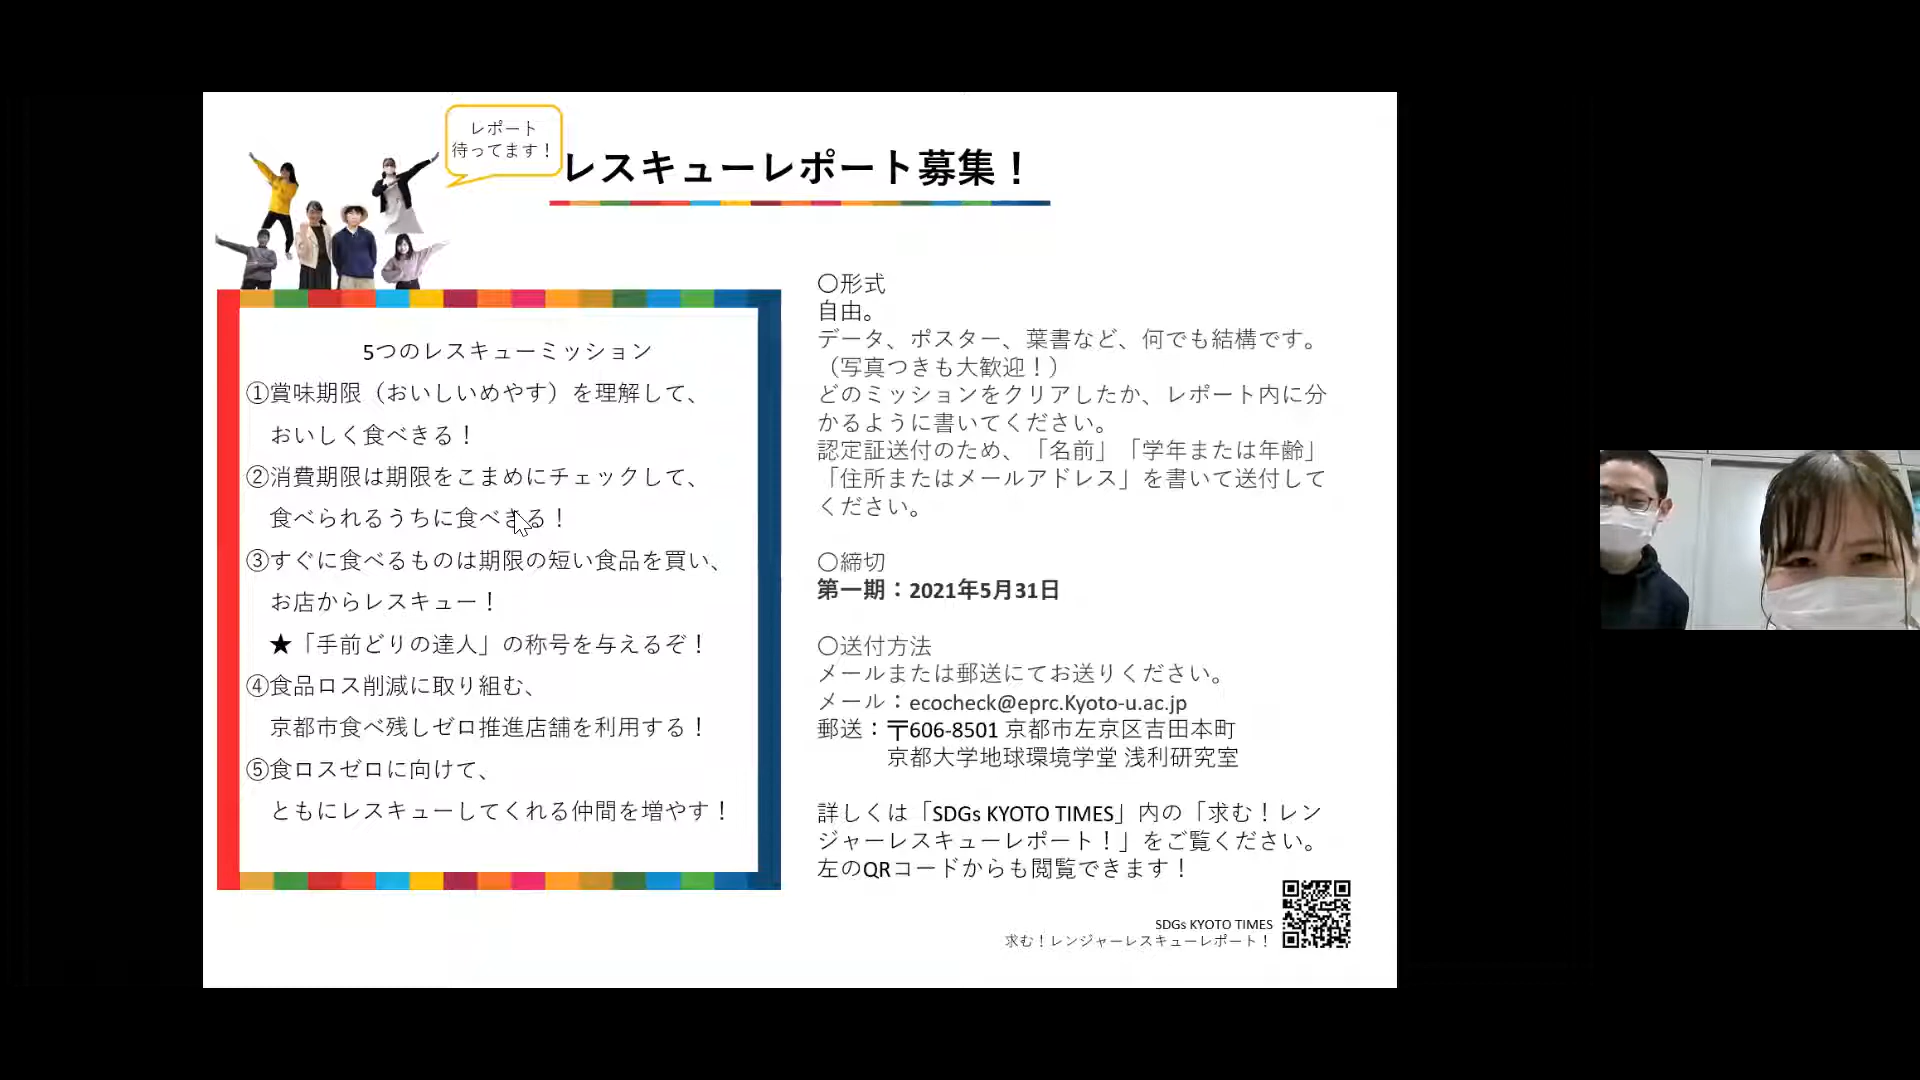 レポート
待ってます！
レスキューレポート募集！
5つのレスキューミッション
①賞味期限（おいしいめやす）を理解して、
おいしく食べきる！
②消費期限は期限をこまめにチェックして、
食べられるうちに食べきる！
③すぐに食べるものは期限の短い食品を買い、
お店からレスキュー！
★「手前どりの達人」の称号を与えるぞ！
④食品ロス削減に取り組む、
京都市食べ残しゼロ推進店舗を利用する！
⑤食ロスゼロに向けて、
ともにレスキューしてくれる仲間を増やす！
〇形式
自由。
データ、ポスター、葉書など、何でも結構です。
（写真つきも大歓迎！）
どのミッションをクリアしたか、レポート内に分
かるように書いてください。
認定証送付のため、「名前」「学年または年齢」
「住所またはメールアドレス」を書いて送付して
ください。
〇締切
第一期：2021年5月31日
〇送付方法
メールまたは郵送にてお送りください。
メール：ecocheck@eprc.Kyoto-u.ac.jp
郵送：〒606-8501 京都市左京区吉田本町
京都大学地球環境学堂 浅利研究室
詳しくは「SDGs KYOTO TIMES」内の「求む！レン
ジャーレスキューレポート！」をご覧ください。
左のQRコードからも閲覧できます！
SDGs KYOTO TIMES
求む！レンジャーレスキューレポート！